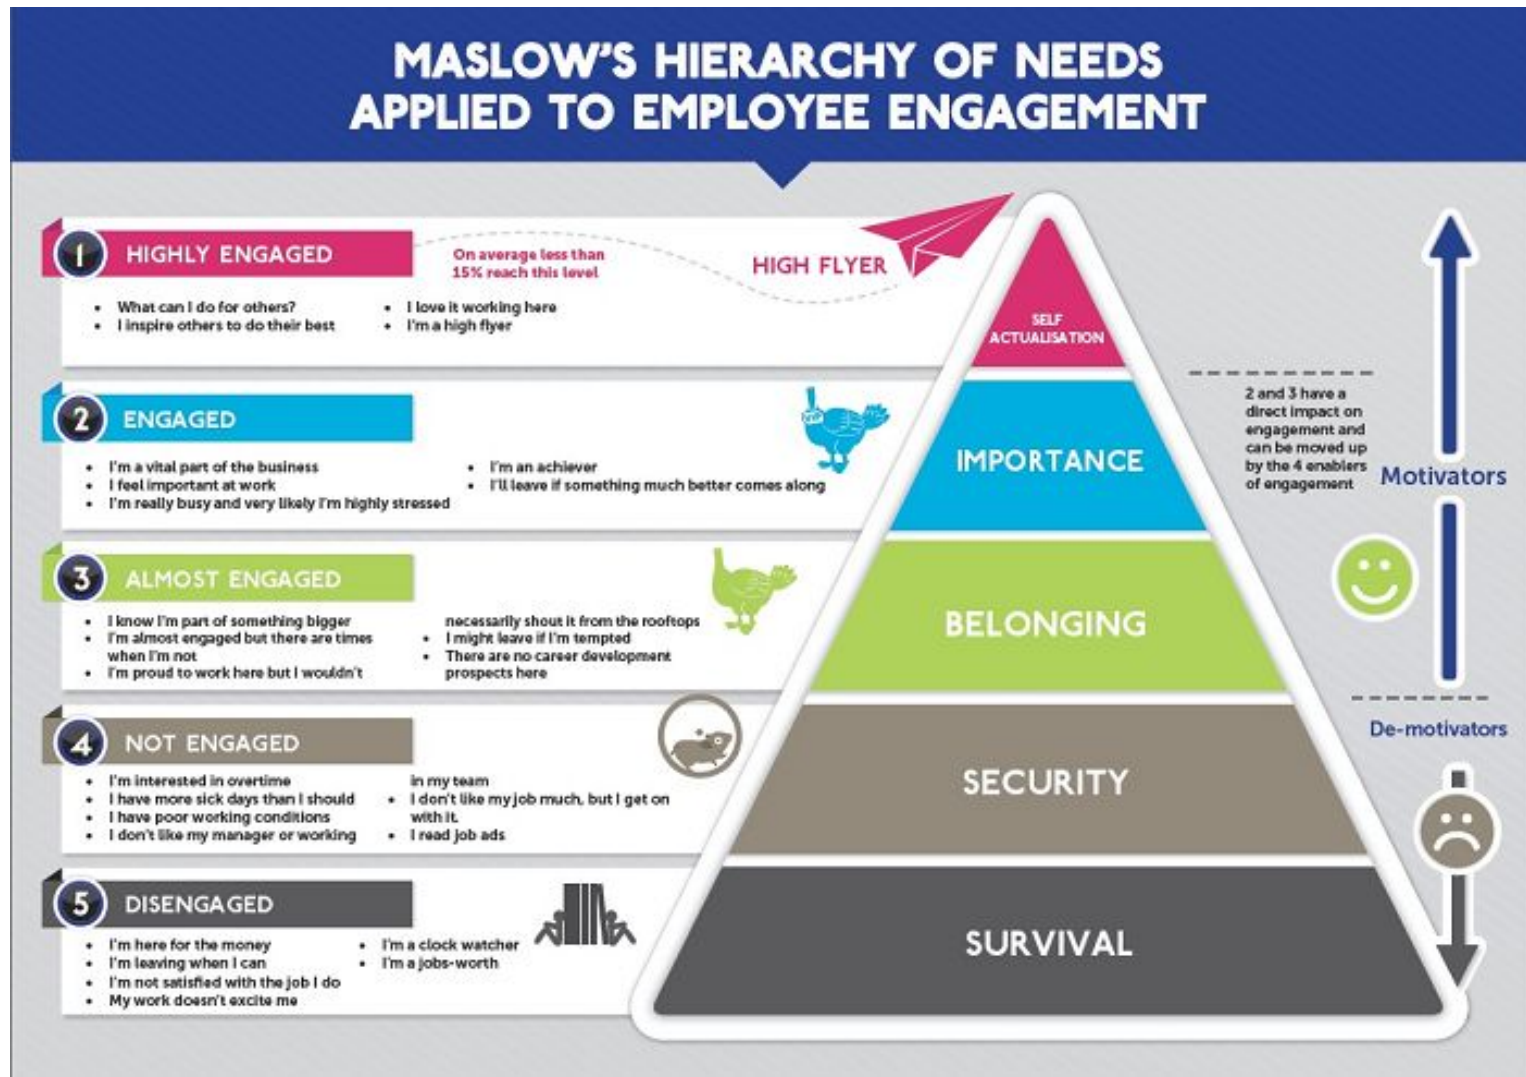 MASLOW'S HIERARCHY OF NEEDS
APPLIED TO EMPLOYEE ENGAGEMENT
1 HIGHLY ENGAGED
On average less than
15% reach this level
HIGH FLYER
• What can I do for others?
• I inspire others to do their best
• I love it working here
• I'm a high flyer
SELF
ACTUALISATION
2 ENGAGED
• I'm a vital part of the business
• I feel important at work
• I'm really busy and very likely I'm highly stressed
• I'm an achiever
• I'll leave if something much better comes along
IMPORTANCE
2 and 3 have a
direct impact on
engagement and
can be moved up
by the 4 enablers
of engagement
Motivators
3 ALMOST ENGAGED
• I know I'm part of something bigger
• I'm almost engaged but there are times
when I'm not
• I'm proud to work here but I wouldn't
necessarily shout it from the rooftops
• I might leave if I'm tempted
• There are no career development
prospects here
BELONGING
4 NOT ENGAGED
• I'm interested in overtime
• I have more sick days than I should
• I have poor working conditions
• I don't like my manager or working
in my team
• I don't like my job much, but I get on
with it.
• I read job ads
SECURITY
De-motivators
5 DISENGAGED
• I'm here for the money
• I'm leaving when I can
• I'm not satisfied with the job I do
• My work doesn't excite me
• I'm a clock watcher
• I'm a jobs-worth
SURVIVAL